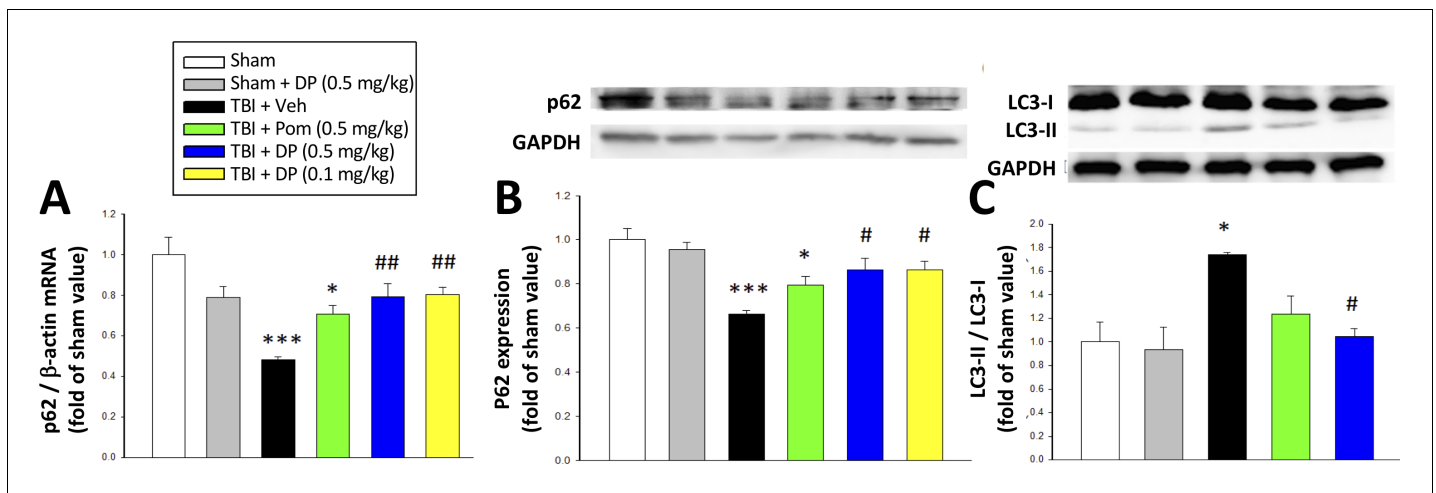 Sham
Sham + DP (0.5 mg/kg)
TBI + Veh
TBI + Pom (0.5 mg/kg)
TBI + DP (0.5 mg/kg)
TBI + DP (0.1 mg/kg)
p62
GAPDH
LC3-I
LC3-II
GAPDH
A
p62 / β-actin mRNA
(fold of sham value)
1.2
1.0
0.8
0.6
0.4
0.2
0.0
***
*
##
##
B
P62 expression
(fold of sham value)
1.2
1.0
0.8
0.6
0.4
0.2
0.0
***
*
#
#
C
LC3-II / LC3-I
(fold of sham value)
2.0
1.8
1.6
1.4
1.2
1.0
0.8
0.6
0.4
0.2
0.0
*
#